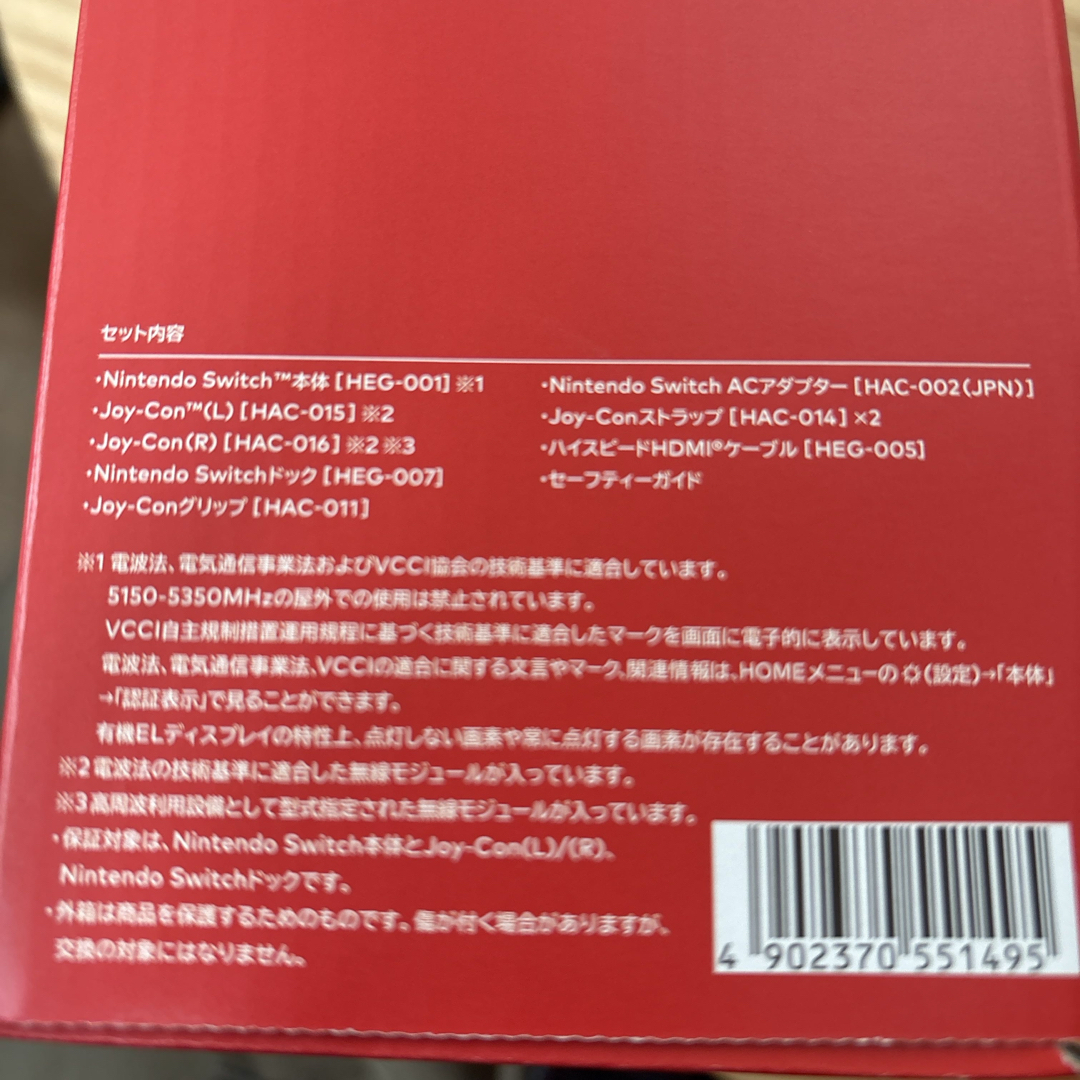 セット内容
・Nintendo Switch™本体［HEG-001］※1
・Joy-Con™(L)［HAC-015］※2
・Joy-Con(R)［HAC-016］※2 ※3
・Nintendo Switchドック［HEG-007］
・Joy-Conグリップ［HAC-011］
・Nintendo Switch ACアダプター［HAC-002(JPN)］
・Joy-Conストラップ［HAC-014］×2
・ハイスピードHDMI®ケーブル［HEG-005］
・セーフティーガイド
※1 電波法、電気通信事業法およびVCCI協会の技術基準に適合しています。
5150-5350MHzの屋外での使用は禁止されています。
VCCI自主規制措置運用規程に基づく技術基準に適合したマークを画面に電子的に表示しています。
電波法、電気通信事業法、VCCIの適合に関する文言やマーク、関連情報は、HOMEメニューの(設定)→「本体」
→「認証表示」で見ることができます。
有機ELディスプレイの特性上、点灯しない画素や常に点灯する画素が存在することがあります。
※2 電波法の技術基準に適合した無線モジュールが入っています。
※3 高周波利用設備として型式指定された無線モジュールが入っています。
・保証対象は、Nintendo Switch本体とJoy-Con(L)/(R)、
Nintendo Switchドックです。
・外箱は商品を保護するためのものです。傷が付く場合がありますが、
交換の対象にはなりません。
4 902370 551495